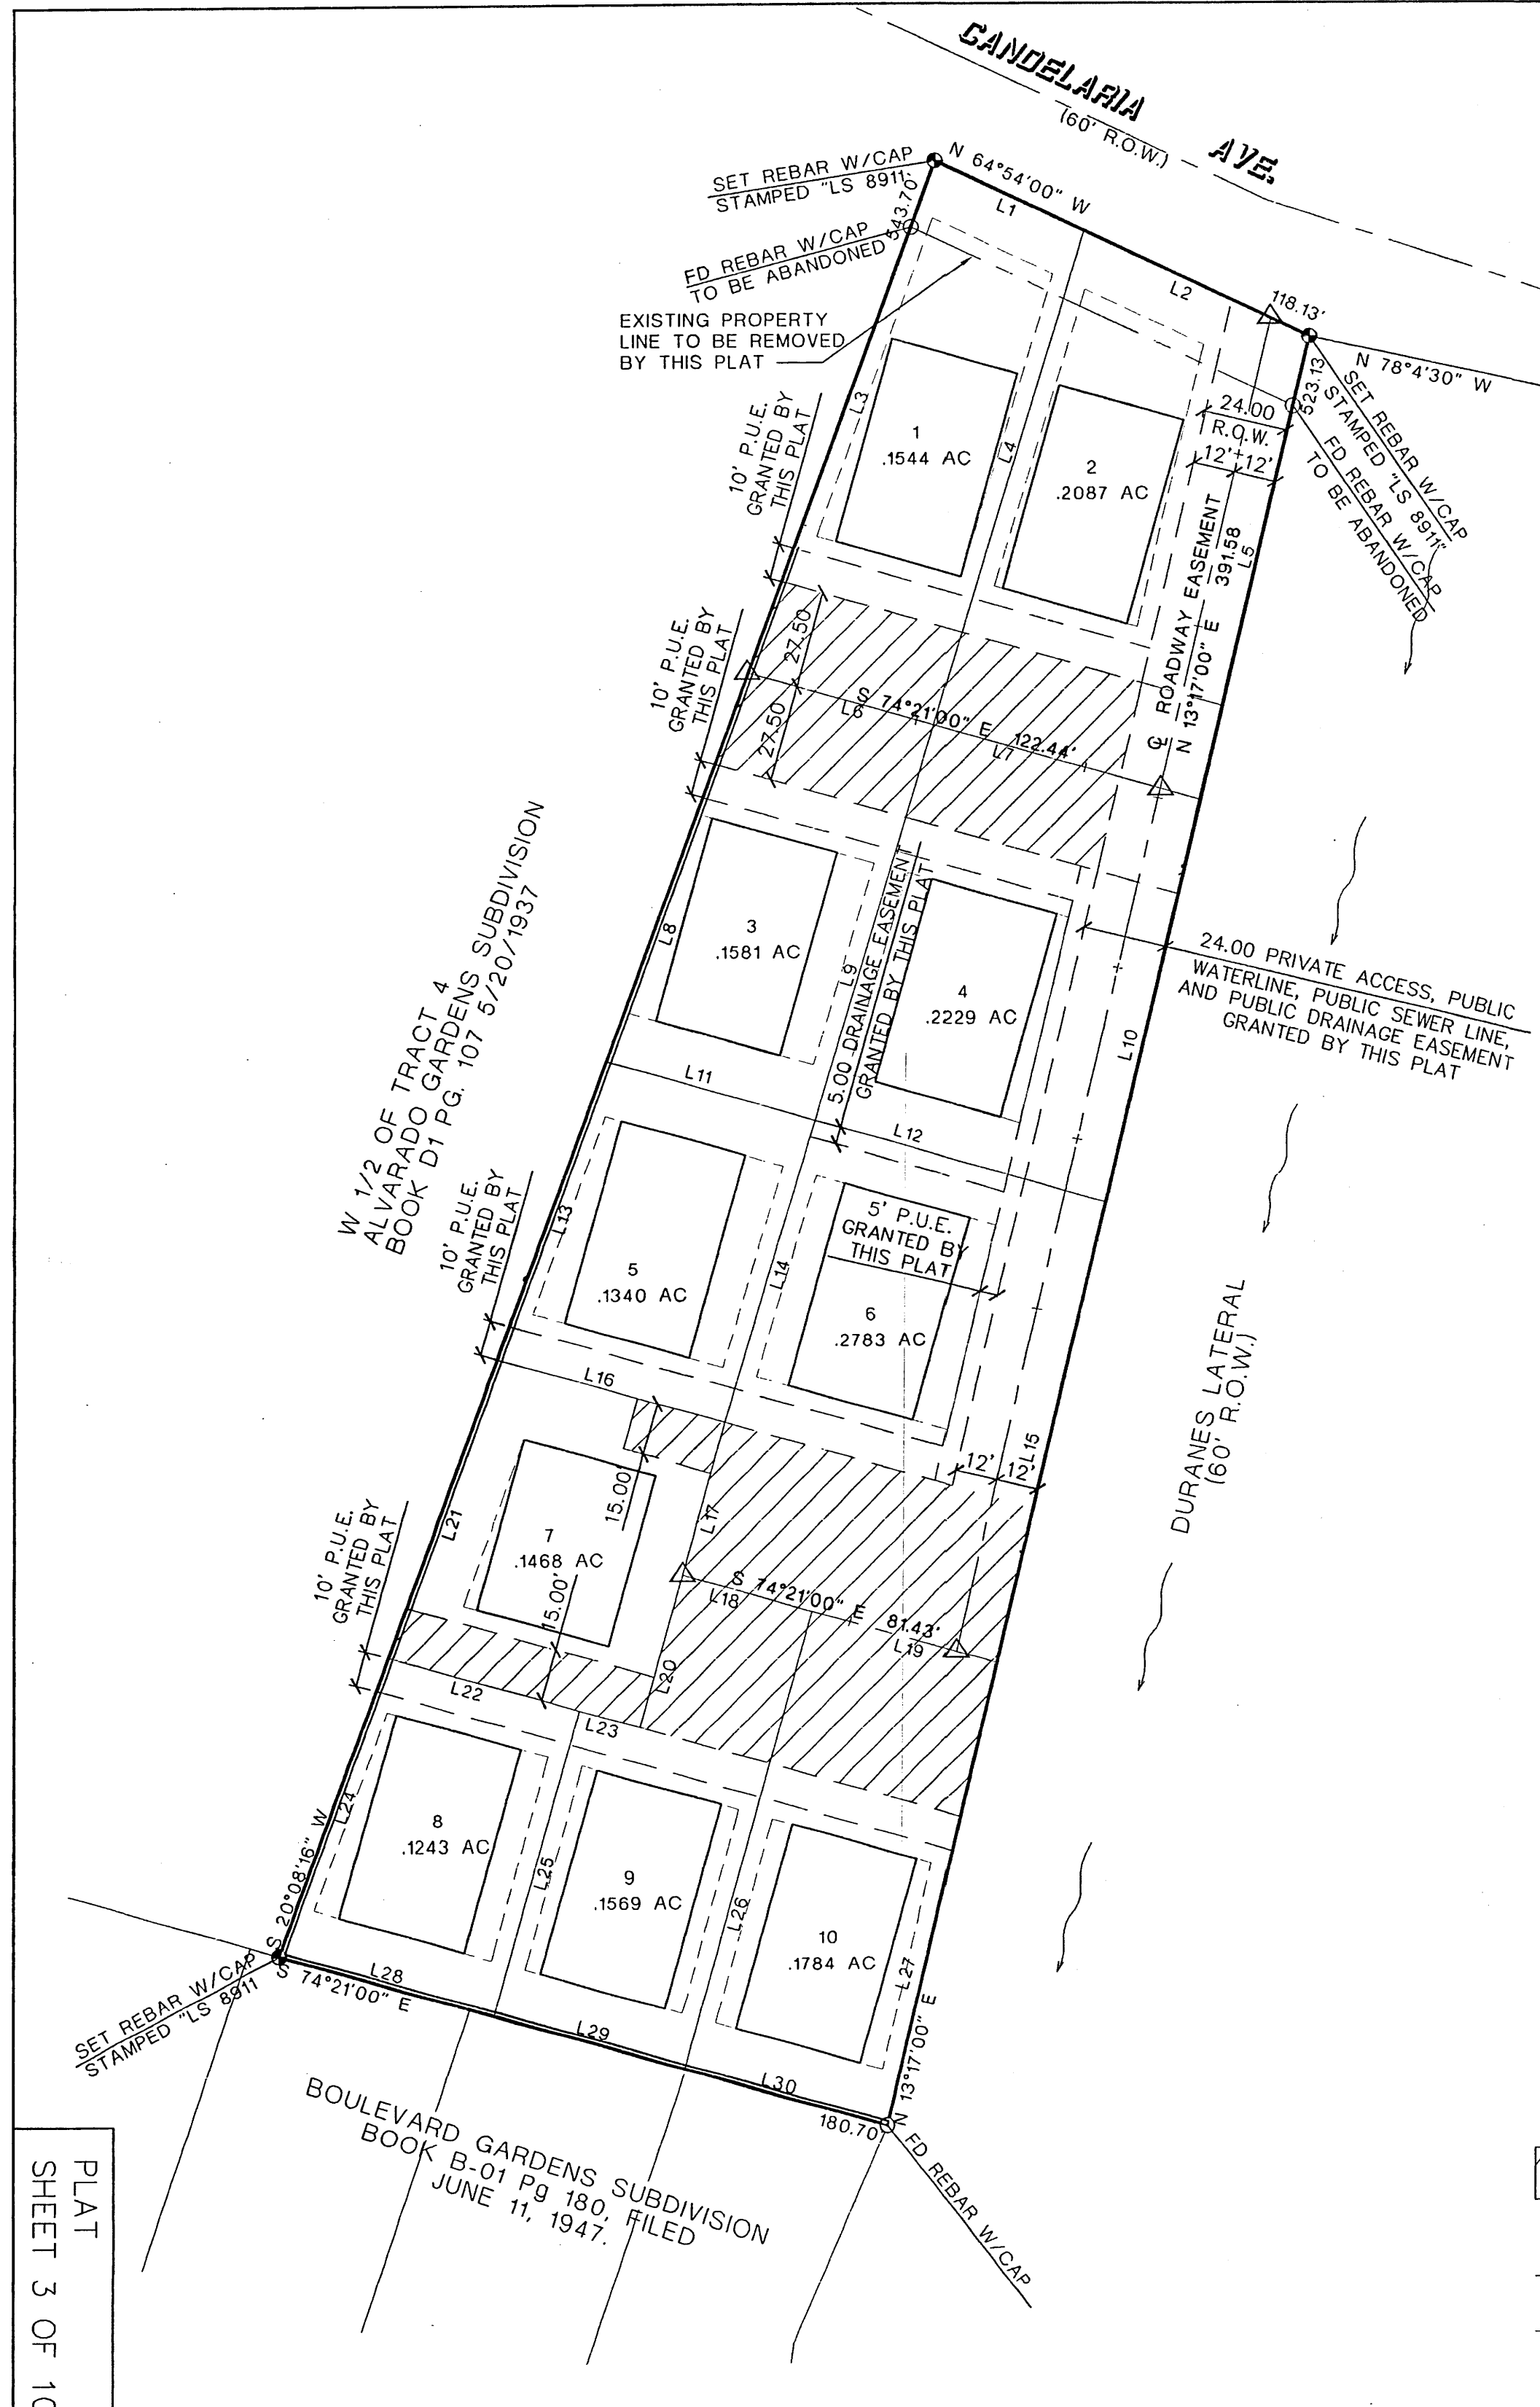 CANDELARIA AVE.
(60' R.O.W.)
SET REBAR W/CAP
STAMPED "LS 8911"
N 64°54'00" W
543.70'
L1
FD REBAR W/CAP
TO BE ABANDONED
EXISTING PROPERTY
LINE TO BE REMOVED
BY THIS PLAT
L2
118.13'
N 78°4'30" W
523.13'
SET REBAR W/CAP
STAMPED "LS 8911"
FD REBAR W/CAP
TO BE ABANDONED
24.00
R.O.W.
12' 12'
L3
1
.1544 AC
L4
2
.2087 AC
10' P.U.E.
GRANTED BY
THIS PLAT
ROADWAY EASEMENT
℄ N 13°17'00" E 391.58
L5
10' P.U.E.
GRANTED BY
THIS PLAT
27.50
27.50
S 74°21'00" E 122.44'
L6
L7
W 1/2 OF TRACT 4
ALVARADO GARDENS SUBDIVISION
BOOK D1 PG. 107 5/20/1937
L8
3
.1581 AC
L9
5.00 DRAINAGE EASEMENT
GRANTED BY THIS PLAT
4
.2229 AC
24.00 PRIVATE ACCESS, PUBLIC
WATERLINE, PUBLIC SEWER LINE,
AND PUBLIC DRAINAGE EASEMENT
GRANTED BY THIS PLAT
L10
L11
L12
10' P.U.E.
GRANTED BY
THIS PLAT
L13
5
.1340 AC
L14
5' P.U.E.
GRANTED BY
THIS PLAT
6
.2783 AC
DURANES LATERAL
(60' R.O.W.)
L16
12' 12'
L15
15.00'
L17
L21
7
.1468 AC
15.00'
10' P.U.E.
GRANTED BY
THIS PLAT
S 74°21'00" E 81.43'
L18
L19
L20
L22
L23
L24
8
.1243 AC
L25
9
.1569 AC
L26
10
.1784 AC
L27
S 20°08'16" W
SET REBAR W/CAP
STAMPED "LS 8911
S 74°21'00" E
L28
L29
L30
180.70'
N 13°17'00" E
FD REBAR W/CAP
BOULEVARD GARDENS SUBDIVISION
BOOK B-01 Pg 180, FILED
JUNE 11, 1947.
PLAT
SHEET 3 OF 10